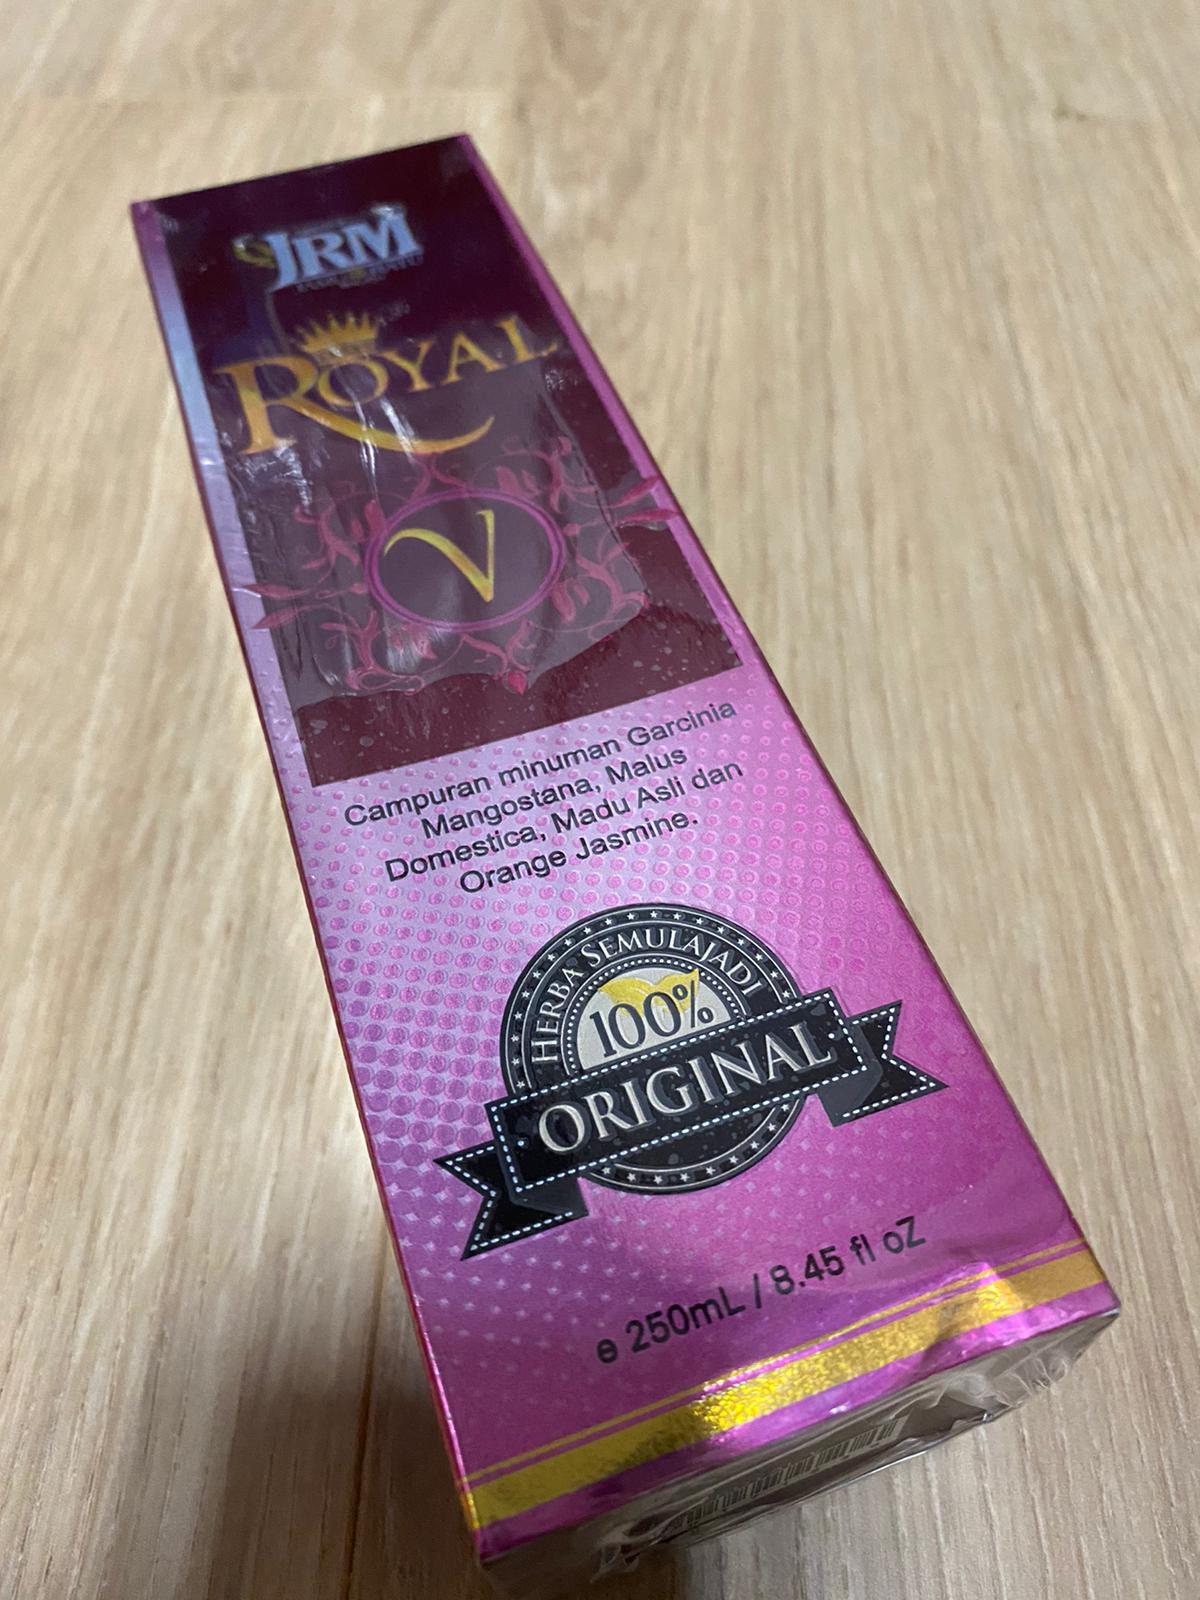 JRM
ROYAL
V
Campuran minuman Garcinia
Mangostana, Malus
Domestica, Madu Asli dan
Orange Jasmine.
HERBA SEMULAJADI
100%
ORIGINAL
e 250mL / 8.45 fl oZ